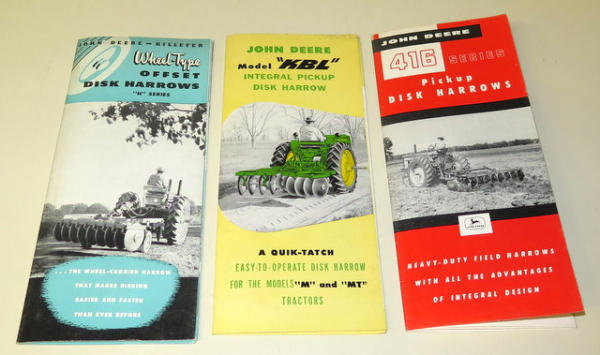 JOHN DEERE — KILLEFER
Wheel-Type
OFFSET
DISK HARROWS
"H" SERIES
...THE WHEEL-CARRIER HARROW
THAT MAKES DISKING
EASIER AND FASTER
THAN EVER BEFORE
JOHN DEERE
Model "KBL"
INTEGRAL PICKUP
DISK HARROW
A QUIK-TATCH
EASY-TO-OPERATE DISK HARROW
FOR THE MODELS "M" and "MT"
TRACTORS
JOHN DEERE
416 SERIES
Pickup
DISK HARROWS
HEAVY-DUTY FIELD HARROWS
WITH ALL THE ADVANTAGES
OF INTEGRAL DESIGN